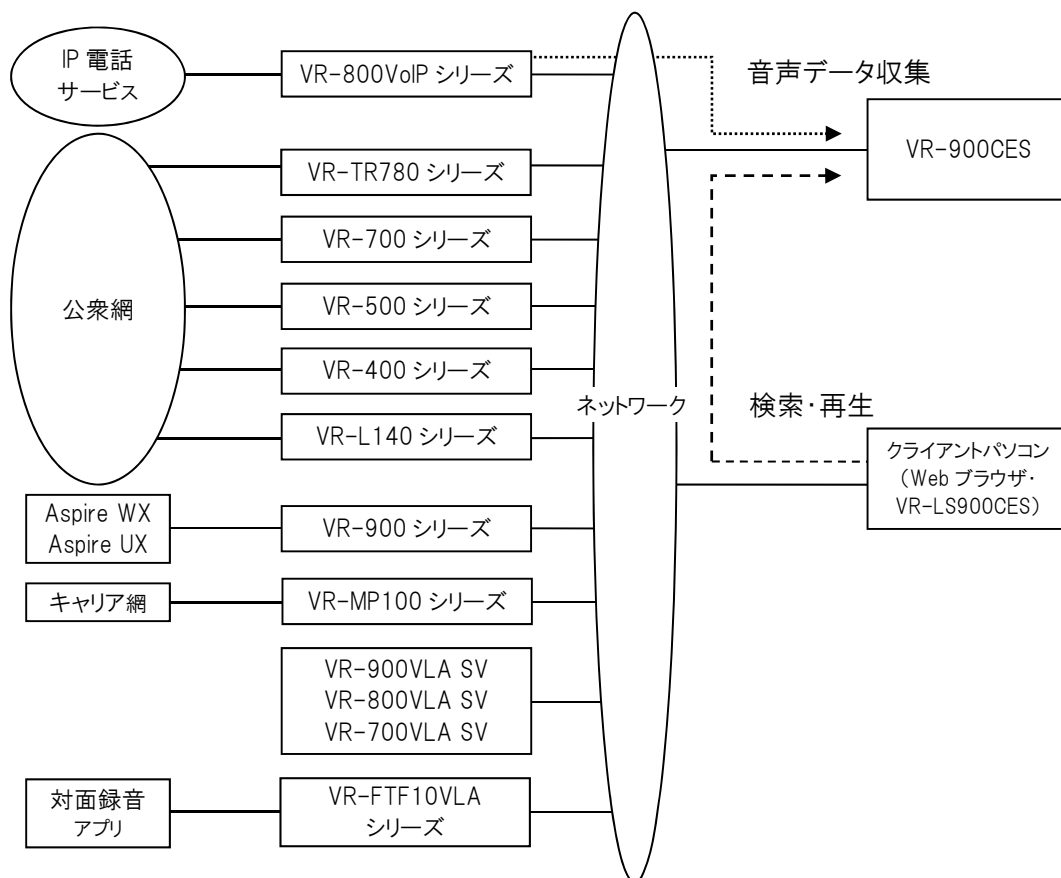 IP 電話
サービス
VR-800VoIP シリーズ
音声データ収集
VR-900CES
VR-TR780 シリーズ
VR-700 シリーズ
公衆網
VR-500 シリーズ
VR-400 シリーズ
ネットワーク
検索・再生
VR-L140 シリーズ
クライアントパソコン
（Web ブラウザ・
VR-LS900CES）
Aspire WX
Aspire UX
VR-900 シリーズ
キャリア網
VR-MP100 シリーズ
VR-900VLA SV
VR-800VLA SV
VR-700VLA SV
対面録音
アプリ
VR-FTF10VLA
シリーズ